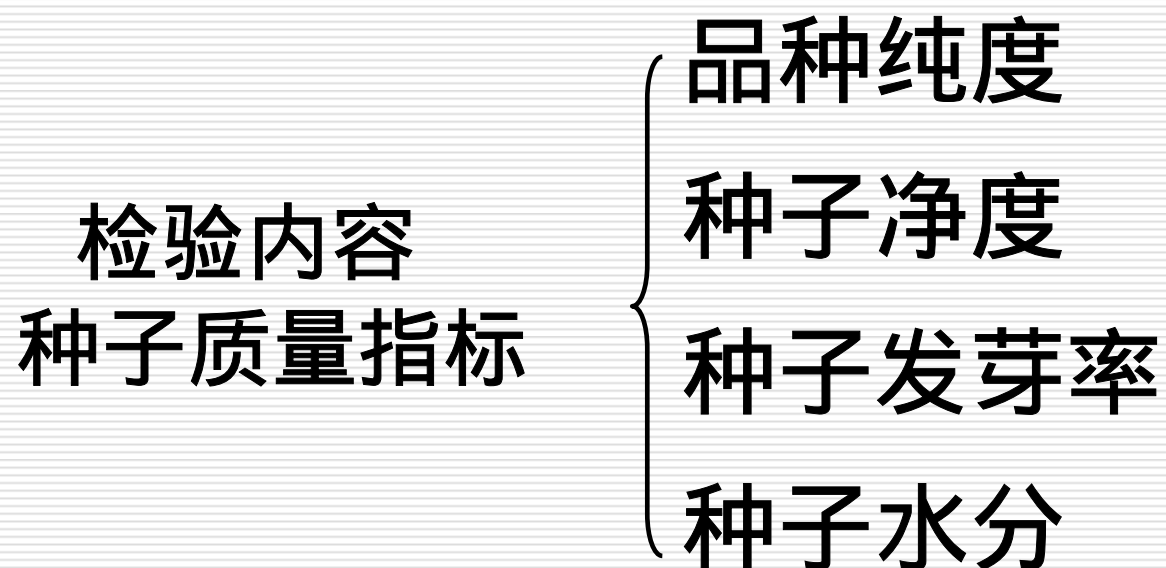 检验内容
种子质量指标
品种纯度
种子净度
种子发芽率
种子水分